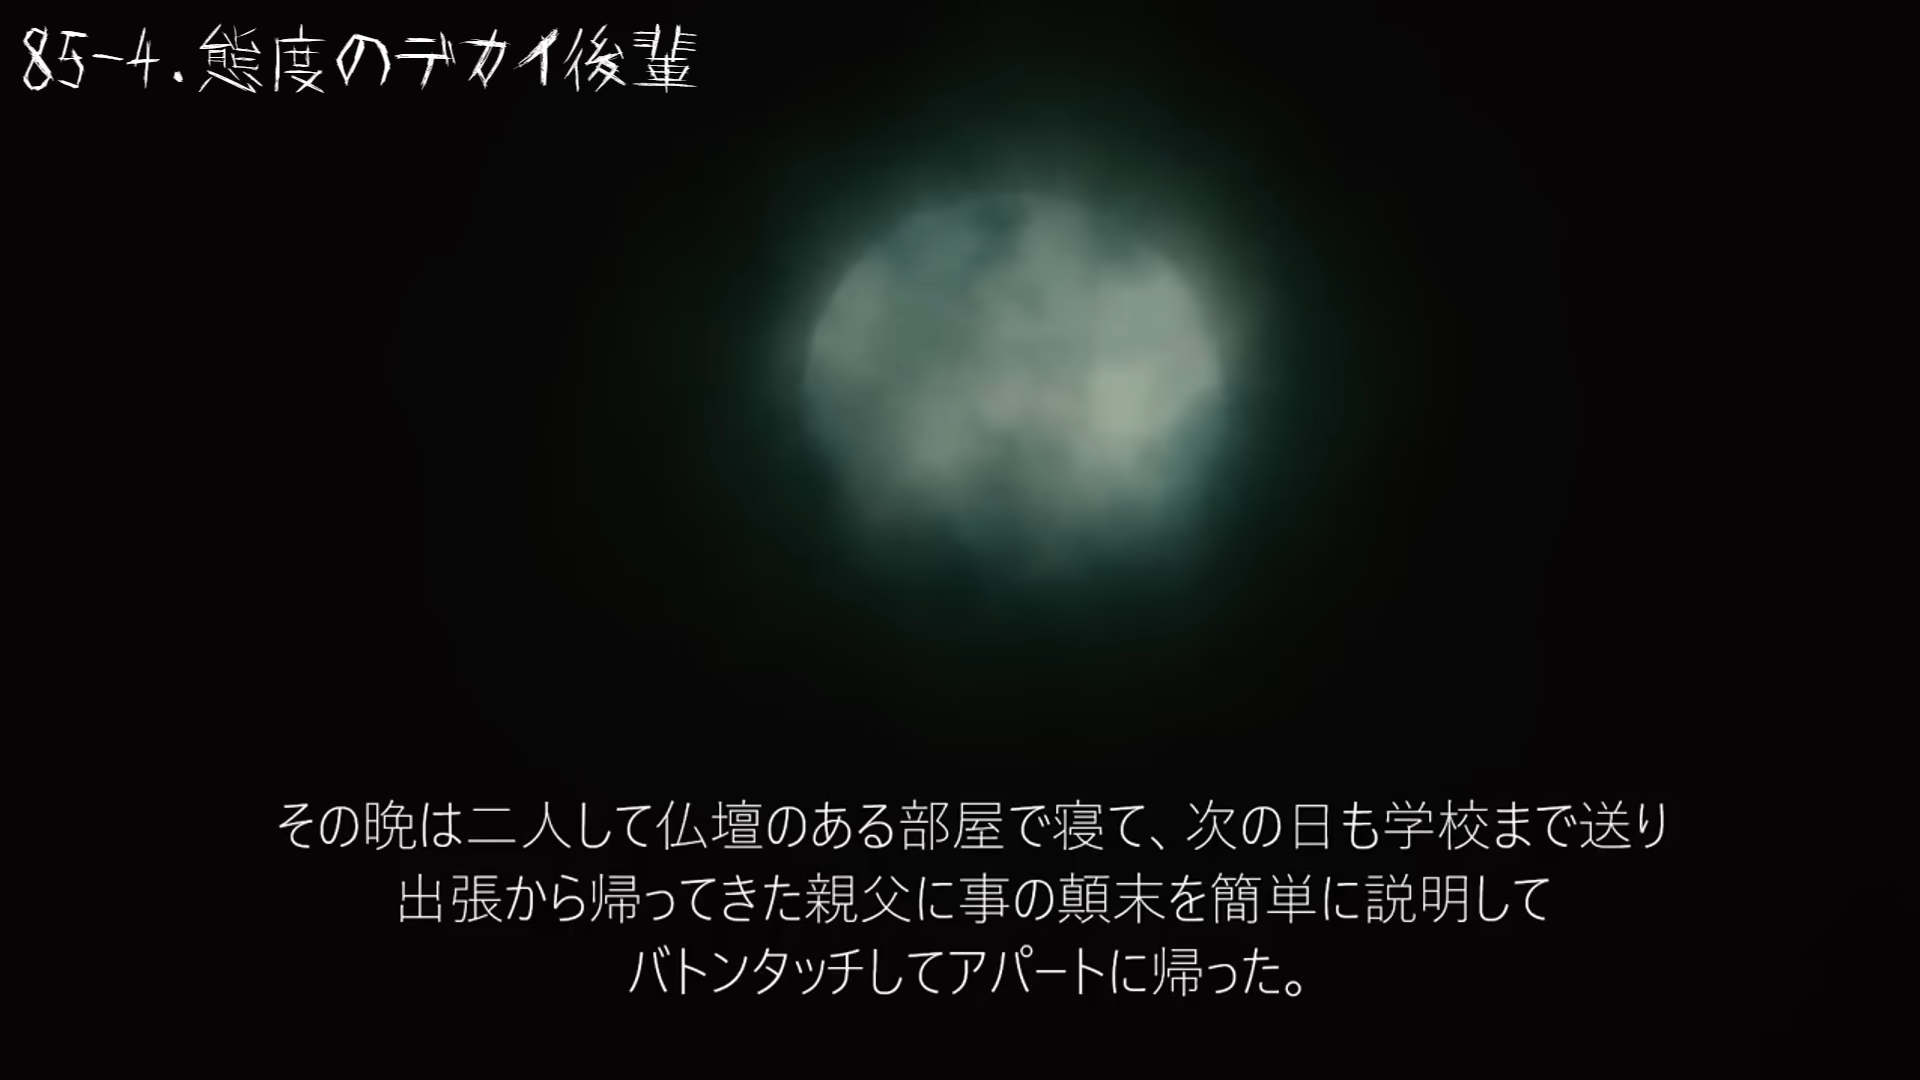 85-4.態度のデカイ後輩
その晩は二人して仏壇のある部屋で寝て、次の日も学校まで送り
出張から帰ってきた親父に事の顛末を簡単に説明して
バトンタッチしてアパートに帰った。